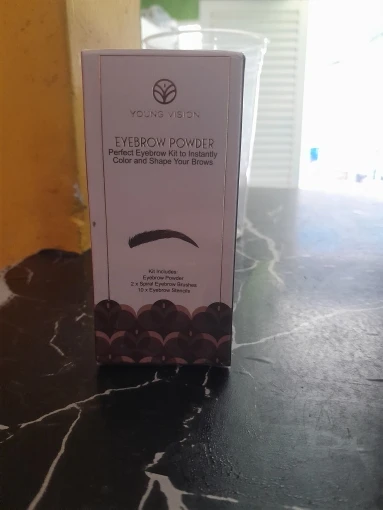 YOUNG VISION
EYEBROW POWDER
Perfect Eyebrow Kit to Instantly
Color and Shape Your Brows
Kit Includes
Eyebrow Powder
2 x Spiral Eyebrow Brushes
10 x Eyebrow Stencils